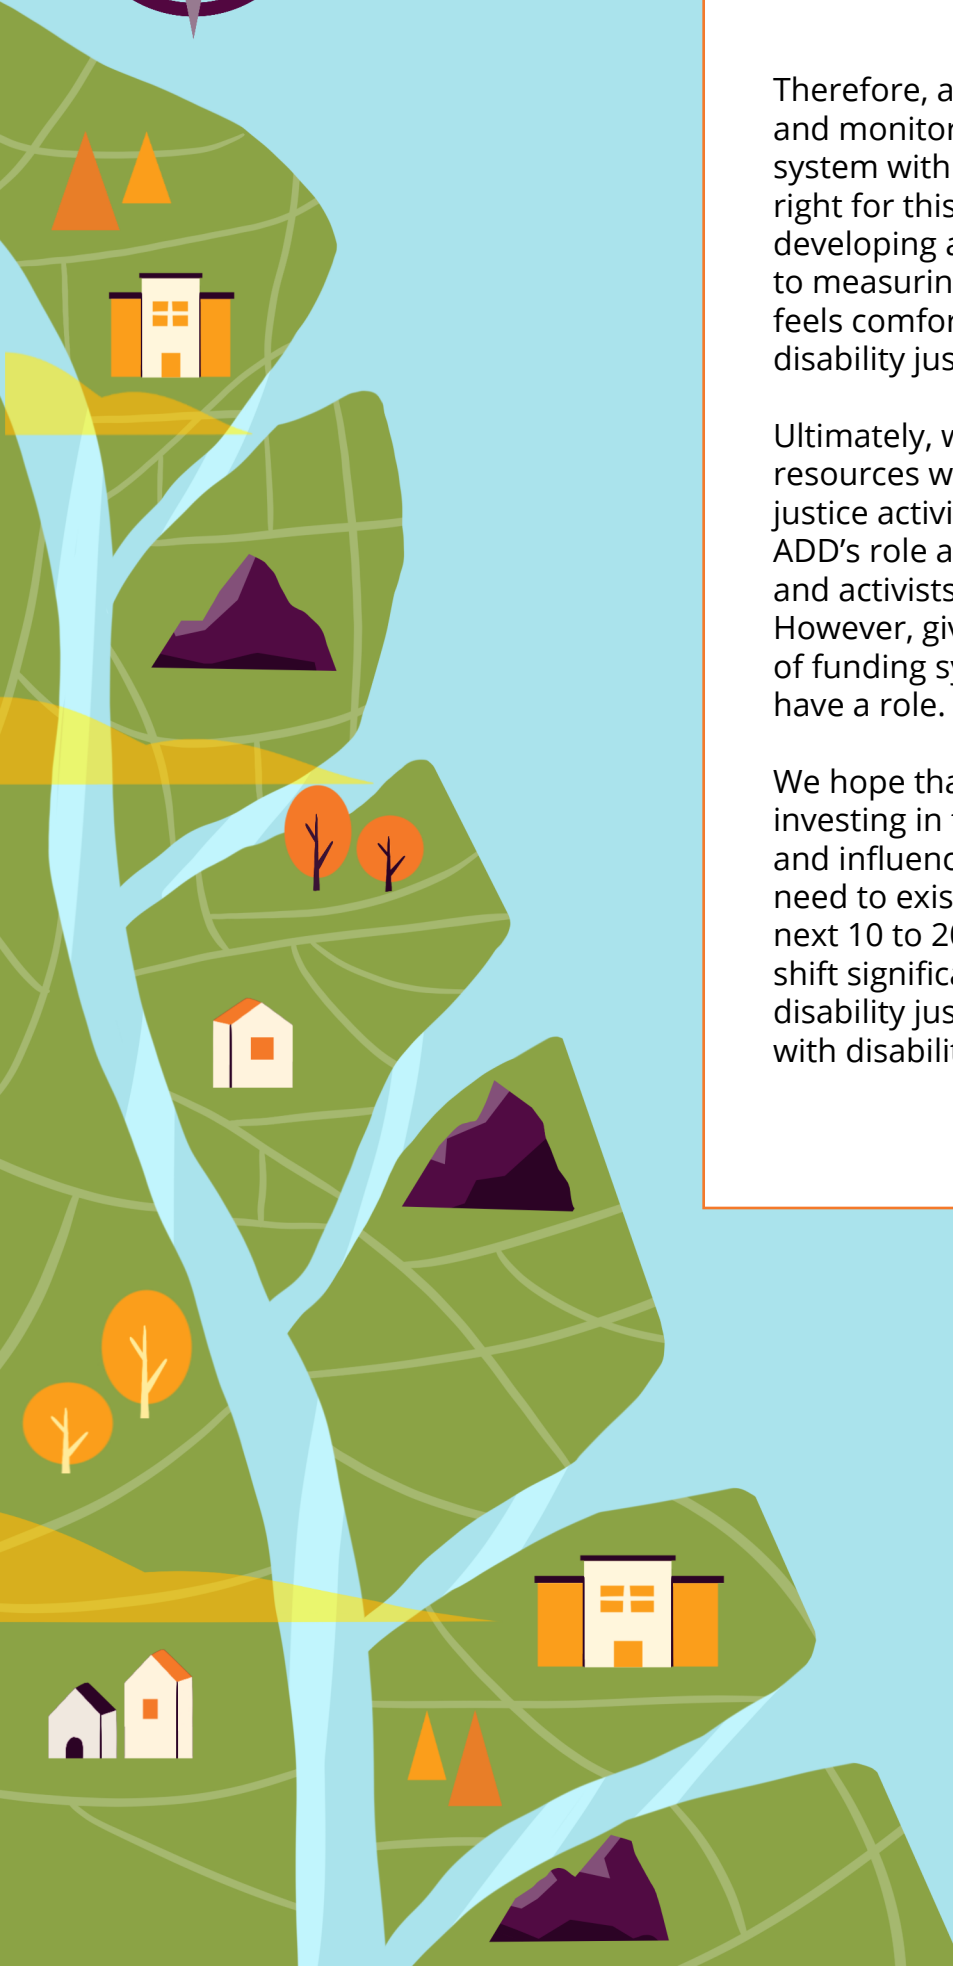 Therefore, a
and monitor
system with
right for this
developing a
to measurin
feels comfor
disability jus
Ultimately, w
resources w
justice activi
ADD’s role a
and activists
However, giv
of funding sy
have a role.
We hope tha
investing in t
and influenc
need to exis
next 10 to 20
shift significa
disability jus
with disabilit